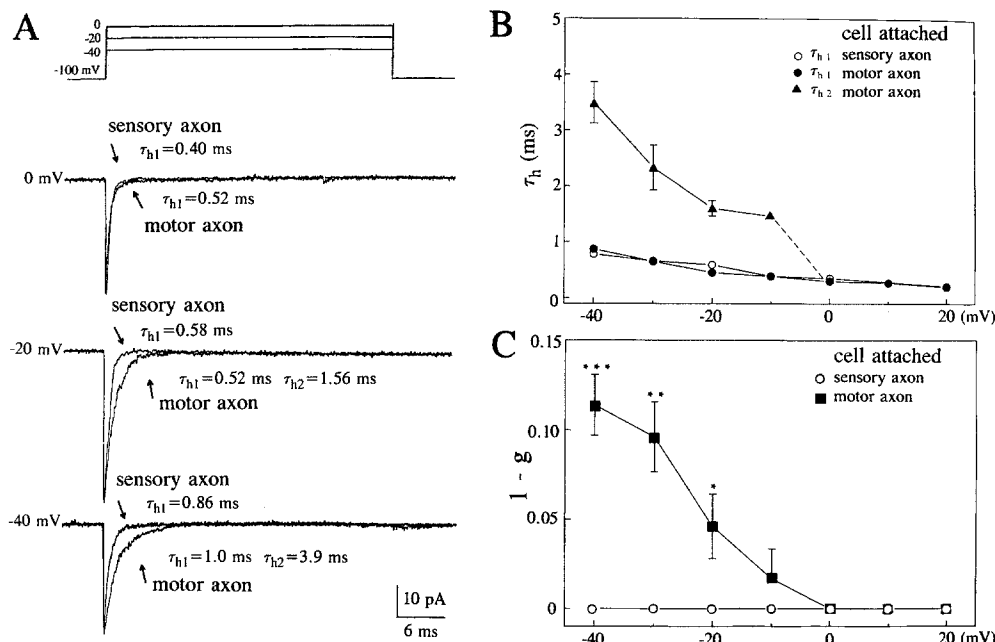 A
0
-20
-40
-100 mV
sensory axon
τh1=0.40 ms
0 mV
τh1=0.52 ms
motor axon
sensory axon
τh1=0.58 ms
-20 mV
τh1=0.52 ms τh2=1.56 ms
motor axon
sensory axon
τh1=0.86 ms
-40 mV
τh1=1.0 ms τh2=3.9 ms
motor axon
10 pA
6 ms
B
5
4
3
2
1
0
τh (ms)
cell attached
τh1 sensory axon
τh1 motor axon
τh2 motor axon
-40 -20 0 20 (mV)
C
0.15
0.10
0.05
0
1 - g
cell attached
sensory axon
motor axon
***
**
*
-40 -20 0 20 (mV)